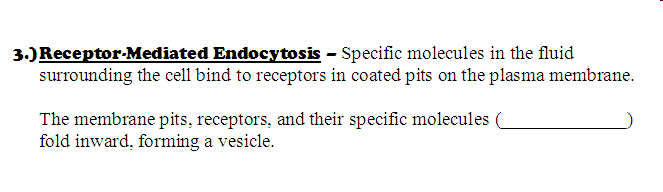 3.) Receptor-Mediated Endocytosis – Specific molecules in the fluid
surrounding the cell bind to receptors in coated pits on the plasma membrane.
The membrane pits, receptors, and their specific molecules (______________)
fold inward, forming a vesicle.